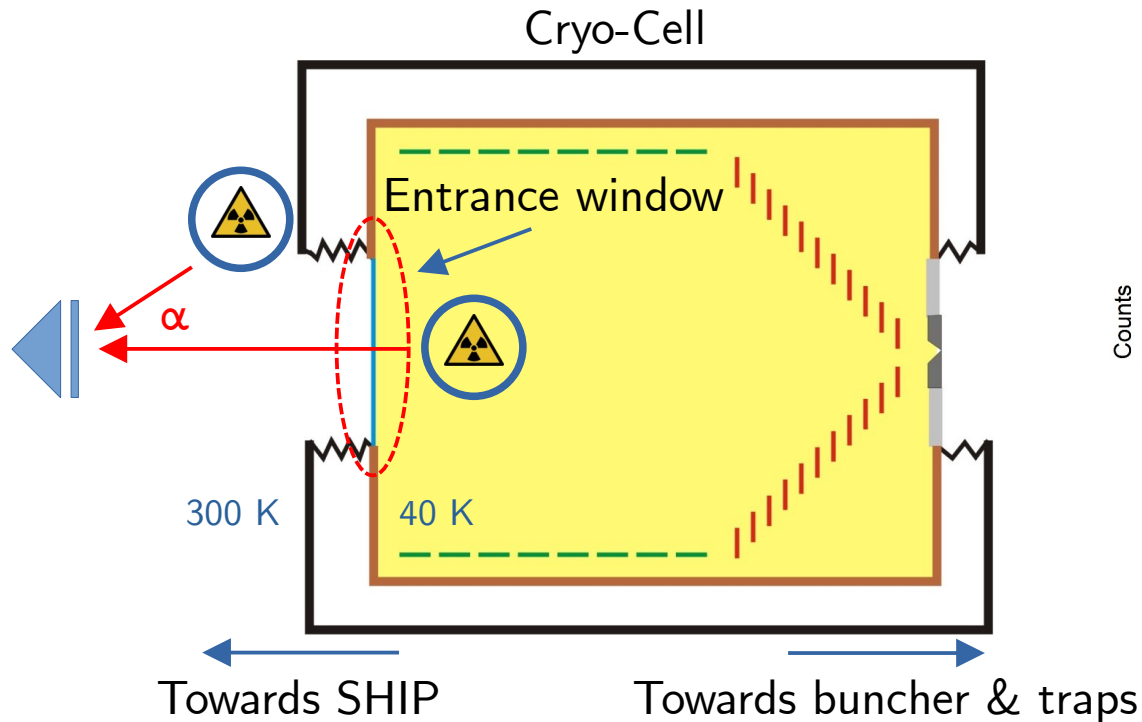 Cryo-Cell
Entrance window
α
Counts
300 K
40 K
Towards SHIP
Towards buncher & traps